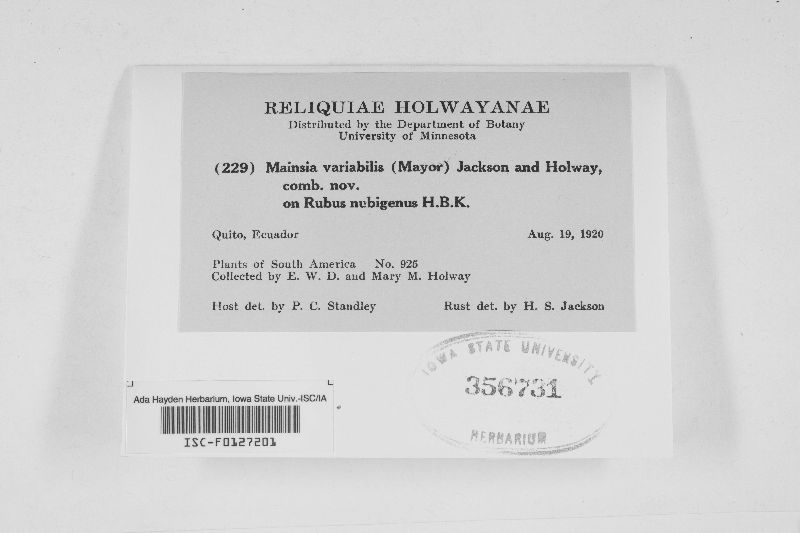 RELIQUIAE HOLWAYANAE
Distributed by the Department of Botany
University of Minnesota
(229) Mainsia variabilis (Mayor) Jackson and Holway,
comb. nov.
on Rubus nubigenus H.B.K.
Quito, Ecuador Aug. 19, 1920
Plants of South America No. 925
Collected by E. W. D. and Mary M. Holway
Host det. by P. C. Standley Rust det. by H. S. Jackson
IOWA STATE UNIVERSITY
356731
HERBARIUM
Ada Hayden Herbarium, Iowa State Univ.-ISC/IA
ISC-F0127201